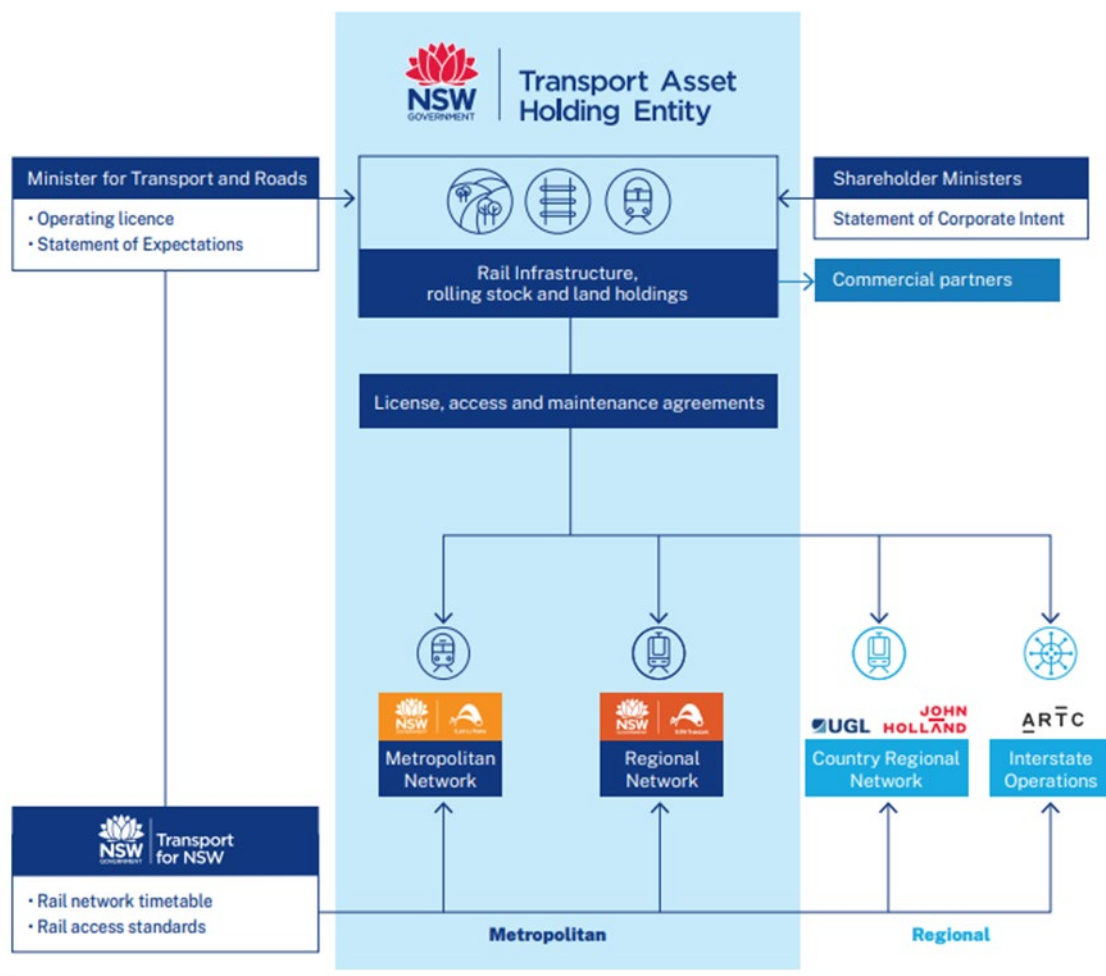 NSW
GOVERNMENT
Transport Asset
Holding Entity
Minister for Transport and Roads
• Operating licence
• Statement of Expectations
Shareholder Ministers
Statement of Corporate Intent
Rail Infrastructure,
rolling stock and land holdings
Commercial partners
License, access and maintenance agreements
NSW
GOVERNMENT
Metropolitan
Network
NSW
GOVERNMENT
Regional
Network
UGL
JOHN
HOLLAND
Country Regional
Network
ARTC
Interstate
Operations
NSW
GOVERNMENT
Transport
for NSW
• Rail network timetable
• Rail access standards
Metropolitan
Regional